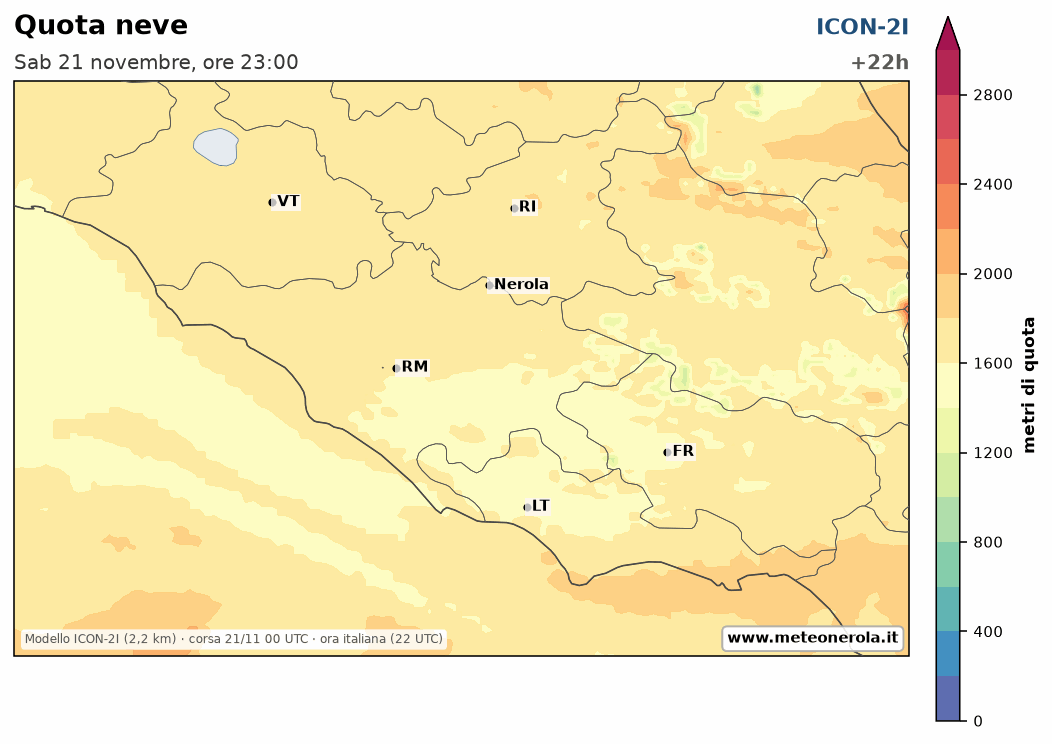 Quota neve
ICON-2I
Sab 21 novembre, ore 23:00
+22h
2800
2400
2000
1600
1200
800
400
0
metri di quota
VT
RI
Nerola
RM
FR
LT
Modello ICON-2I (2,2 km) · corsa 21/11 00 UTC · ora italiana (22 UTC)
www.meteonerola.it